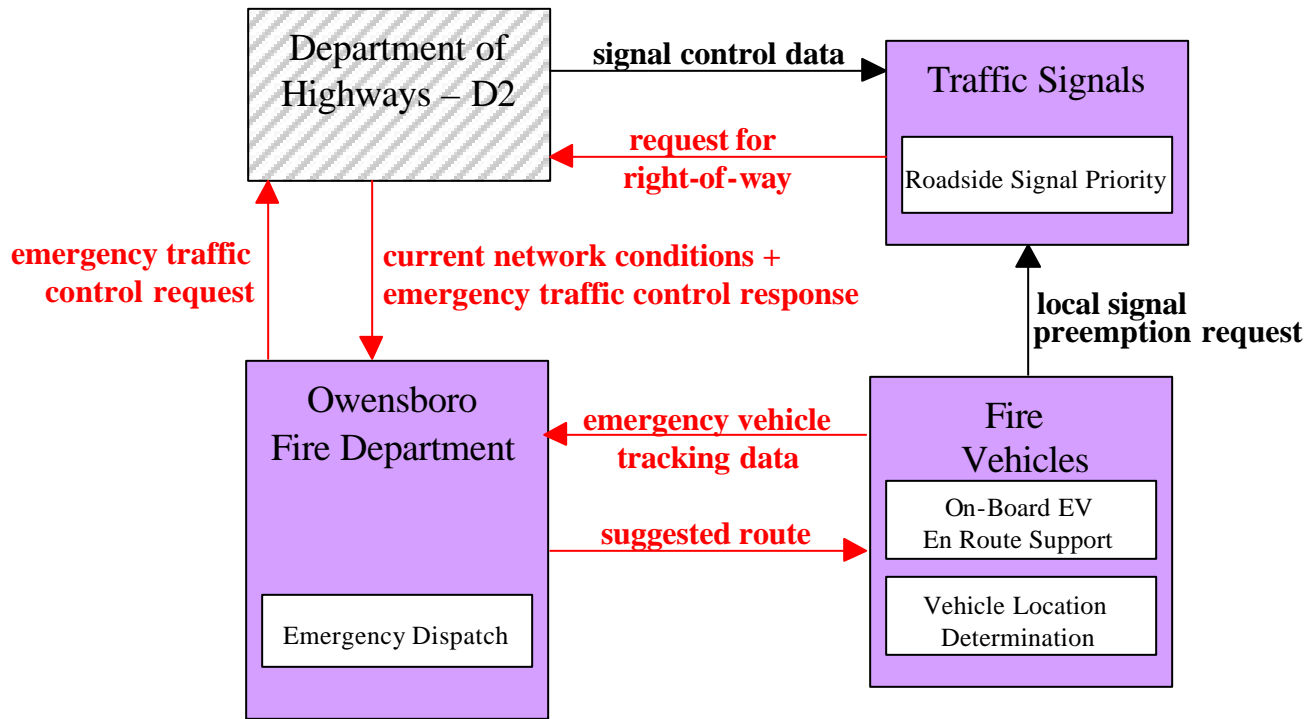 Department of
Highways – D2
signal control data
Traffic Signals
request for
right-of-way
Roadside Signal Priority
emergency traffic
control request
current network conditions +
emergency traffic control response
local signal
preemption request
Owensboro
Fire Department
emergency vehicle
tracking data
Fire
Vehicles
On-Board EV
En Route Support
suggested route
Vehicle Location
Determination
Emergency Dispatch